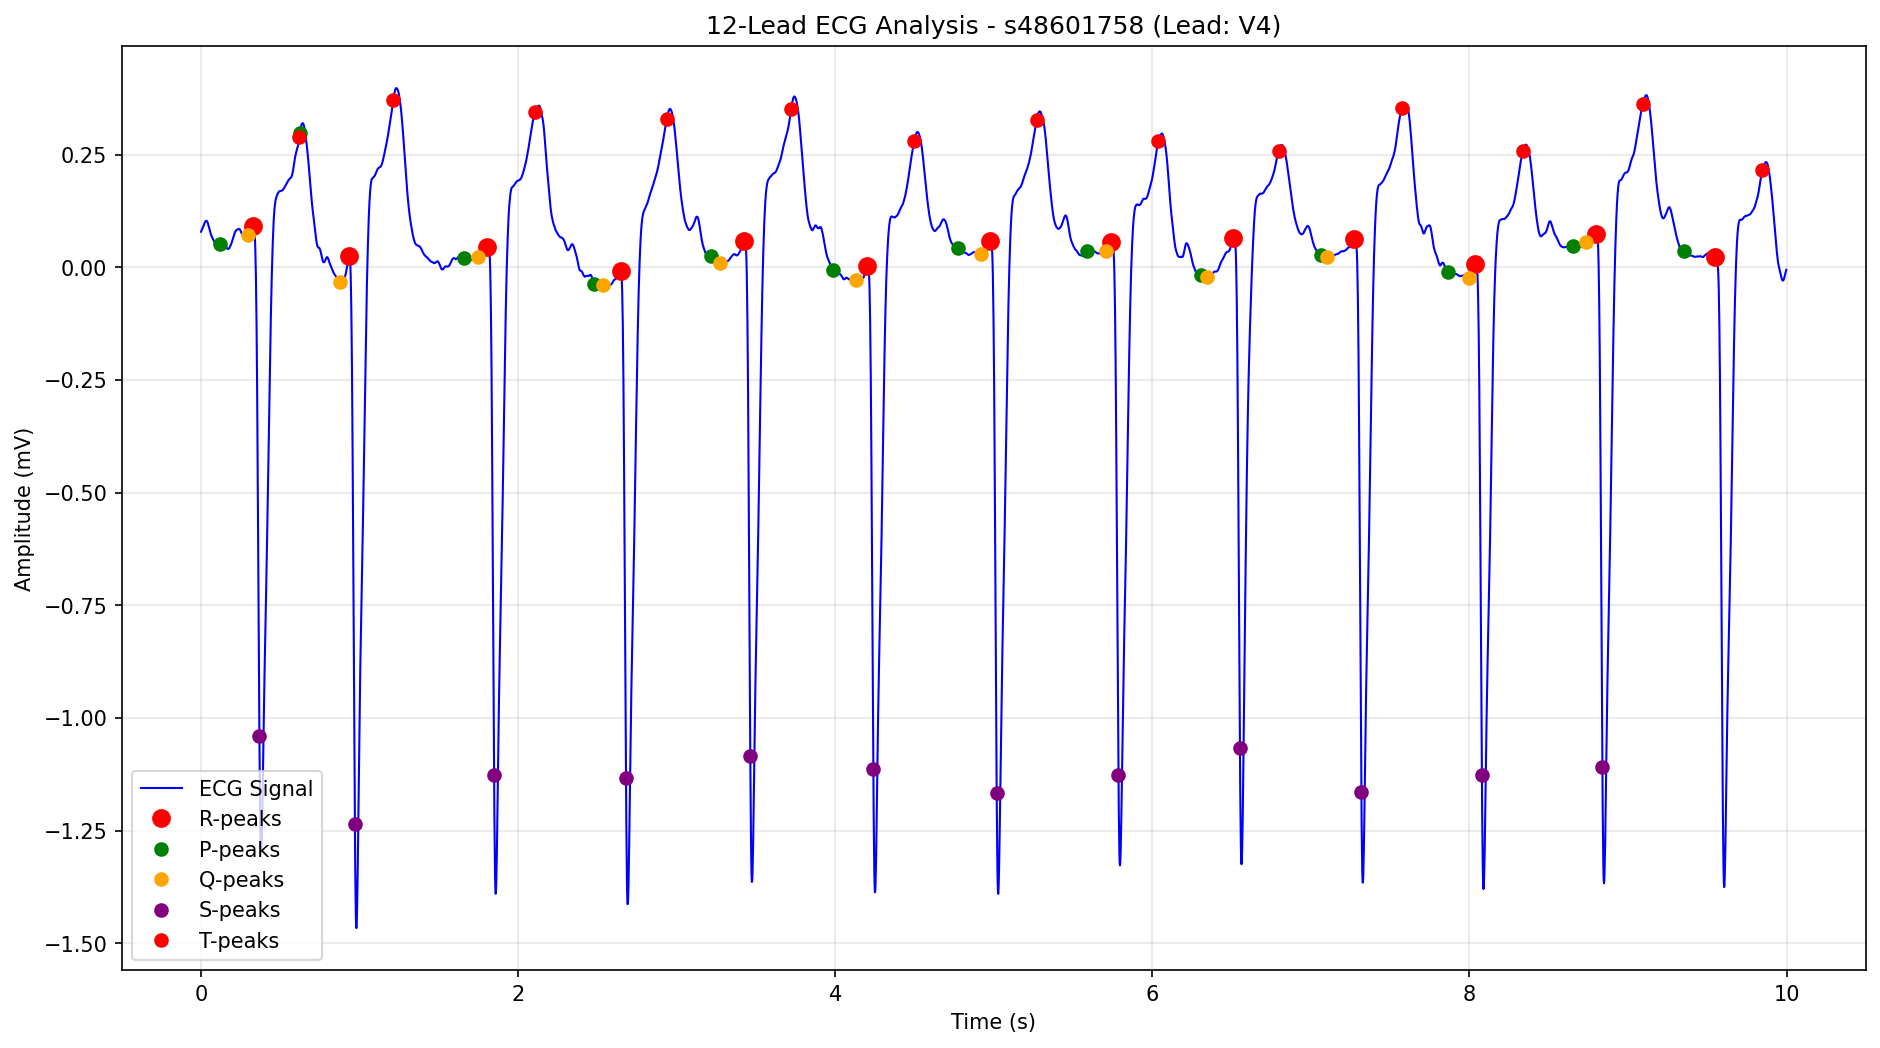 12-Lead ECG Analysis - s48601758 (Lead: V4)
Amplitude (mV)
0.25
0.00
−0.25
−0.50
−0.75
−1.00
−1.25
−1.50
ECG Signal
R-peaks
P-peaks
Q-peaks
S-peaks
T-peaks
0 2 4 6 8 10
Time (s)